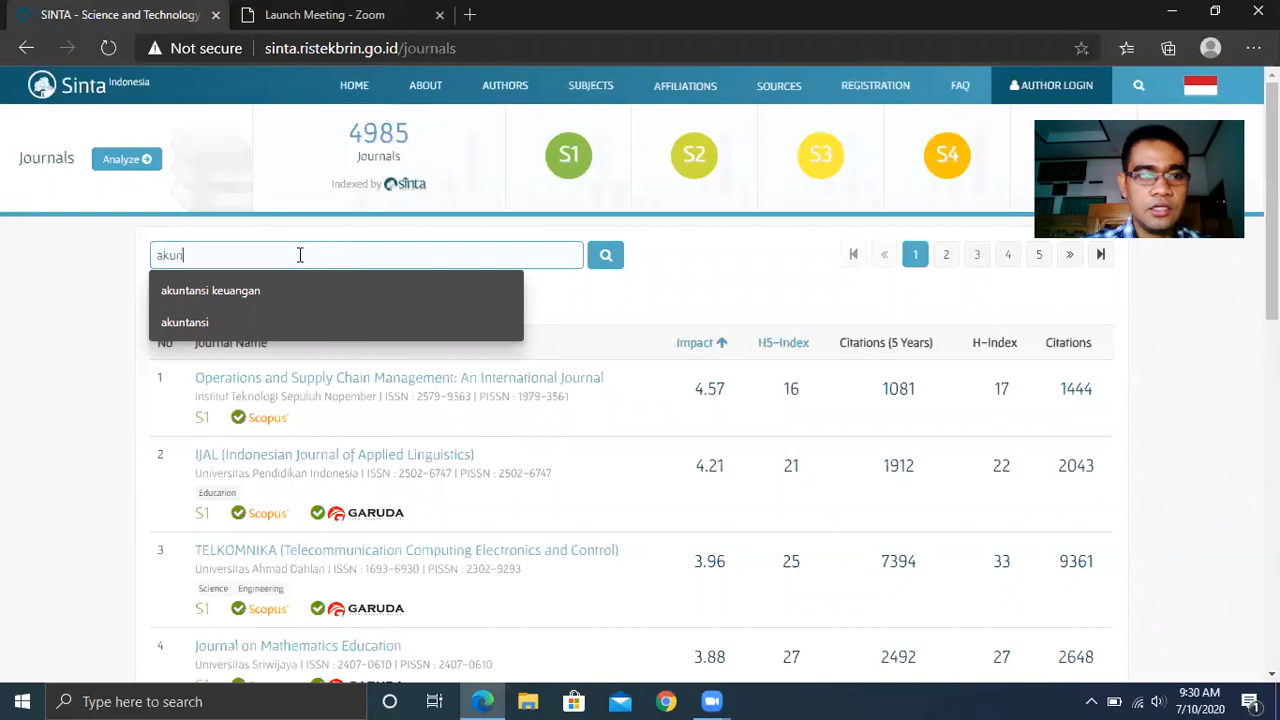 SINTA - Science and Technology
Launch Meeting - Zoom
Not secure
sinta.ristekbrin.go.id/journals
Sinta Indonesia
HOME
ABOUT
AUTHORS
SUBJECTS
AFFILIATIONS
SOURCES
REGISTRATION
FAQ
AUTHOR LOGIN
Journals
Analyze
4985
Journals
Indexed by sinta
S1
S2
S3
S4
akun
1
2
3
4
5
akuntansi keuangan
akuntansi
No
Journal Name
Impact
H5-Index
Citations (5 Years)
H-Index
Citations
1
Operations and Supply Chain Management: An International Journal
Institut Teknologi Sepuluh Nopember | ISSN : 2579-9363 | PISSN : 1979-3561
S1
Scopus
4.57
16
1081
17
1444
2
IJAL (Indonesian Journal of Applied Linguistics)
Universitas Pendidikan Indonesia | ISSN : 2502-6747 | PISSN : 2502-6747
Education
S1
Scopus
GARUDA
4.21
21
1912
22
2043
3
TELKOMNIKA (Telecommunication Computing Electronics and Control)
Universitas Ahmad Dahlan | ISSN : 1693-6930 | PISSN : 2302-9293
Science
Engineering
S1
Scopus
GARUDA
3.96
25
7394
33
9361
4
Journal on Mathematics Education
Universitas Sriwijaya | ISSN : 2407-0610 | PISSN : 2407-0610
3.88
27
2492
27
2648
Type here to search
9:30 AM
7/10/2020
1